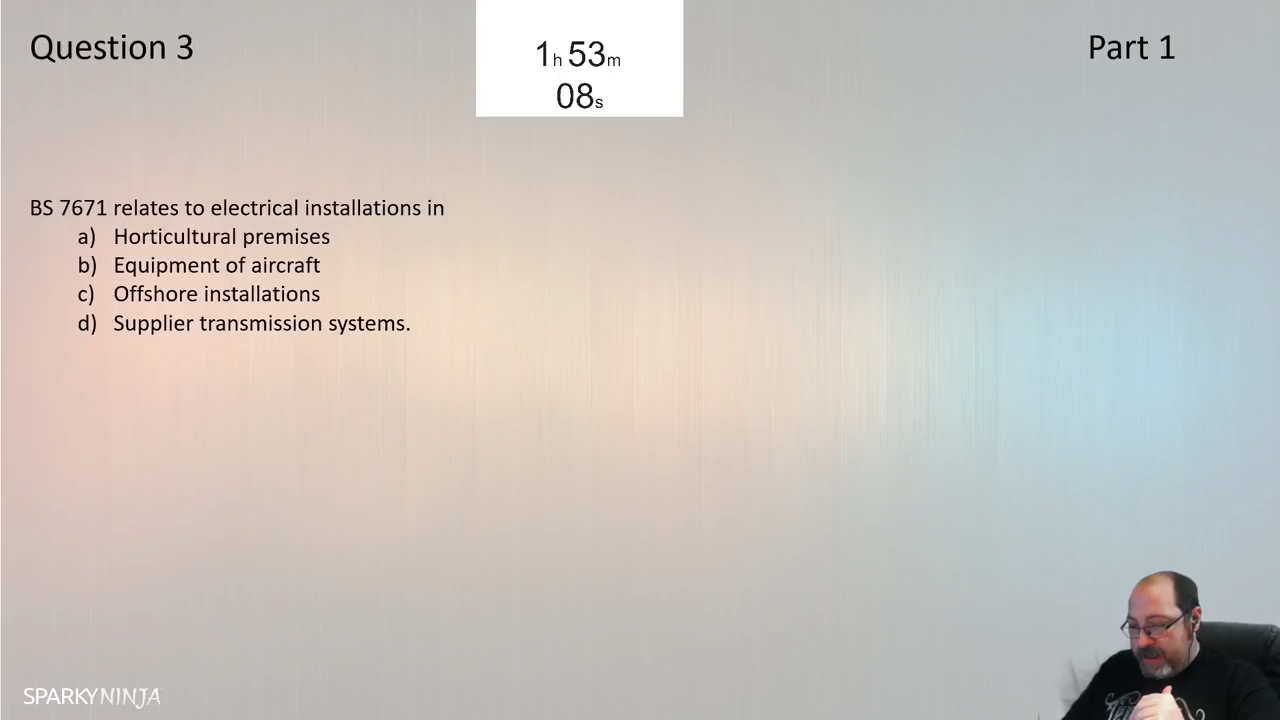 Question 3
1h 53m
08s
Part 1
BS 7671 relates to electrical installations in
a) Horticultural premises
b) Equipment of aircraft
c) Offshore installations
d) Supplier transmission systems.
SPARKYNINJA